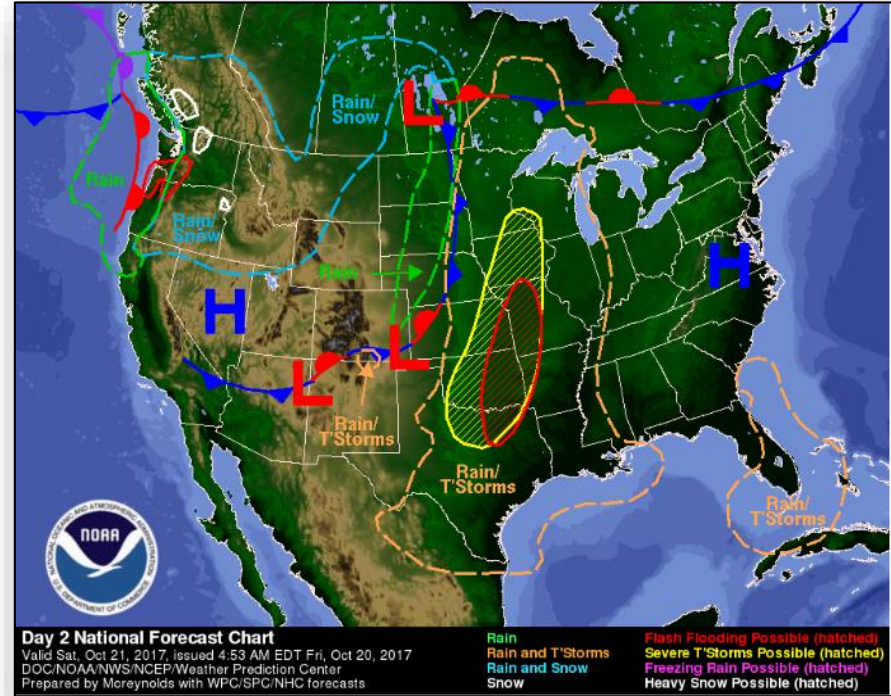 L
Rain/
Snow
Rain
Rain/
Snow
Rain
H
H
L
L
Rain/
T'Storms
Rain/
T'Storms
Rain/
T'Storms
NATIONAL OCEANIC AND ATMOSPHERIC ADMINISTRATION
NOAA
U.S. DEPARTMENT OF COMMERCE
Day 2 National Forecast Chart
Valid Sat, Oct 21, 2017, issued 4:53 AM EDT Fri, Oct 20, 2017
DOC/NOAA/NWS/NCEP/Weather Prediction Center
Prepared by Mcreynolds with WPC/SPC/NHC forecasts
Rain
Rain and T'Storms
Rain and Snow
Snow
Flash Flooding Possible (hatched)
Severe T'Storms Possible (hatched)
Freezing Rain Possible (hatched)
Heavy Snow Possible (hatched)